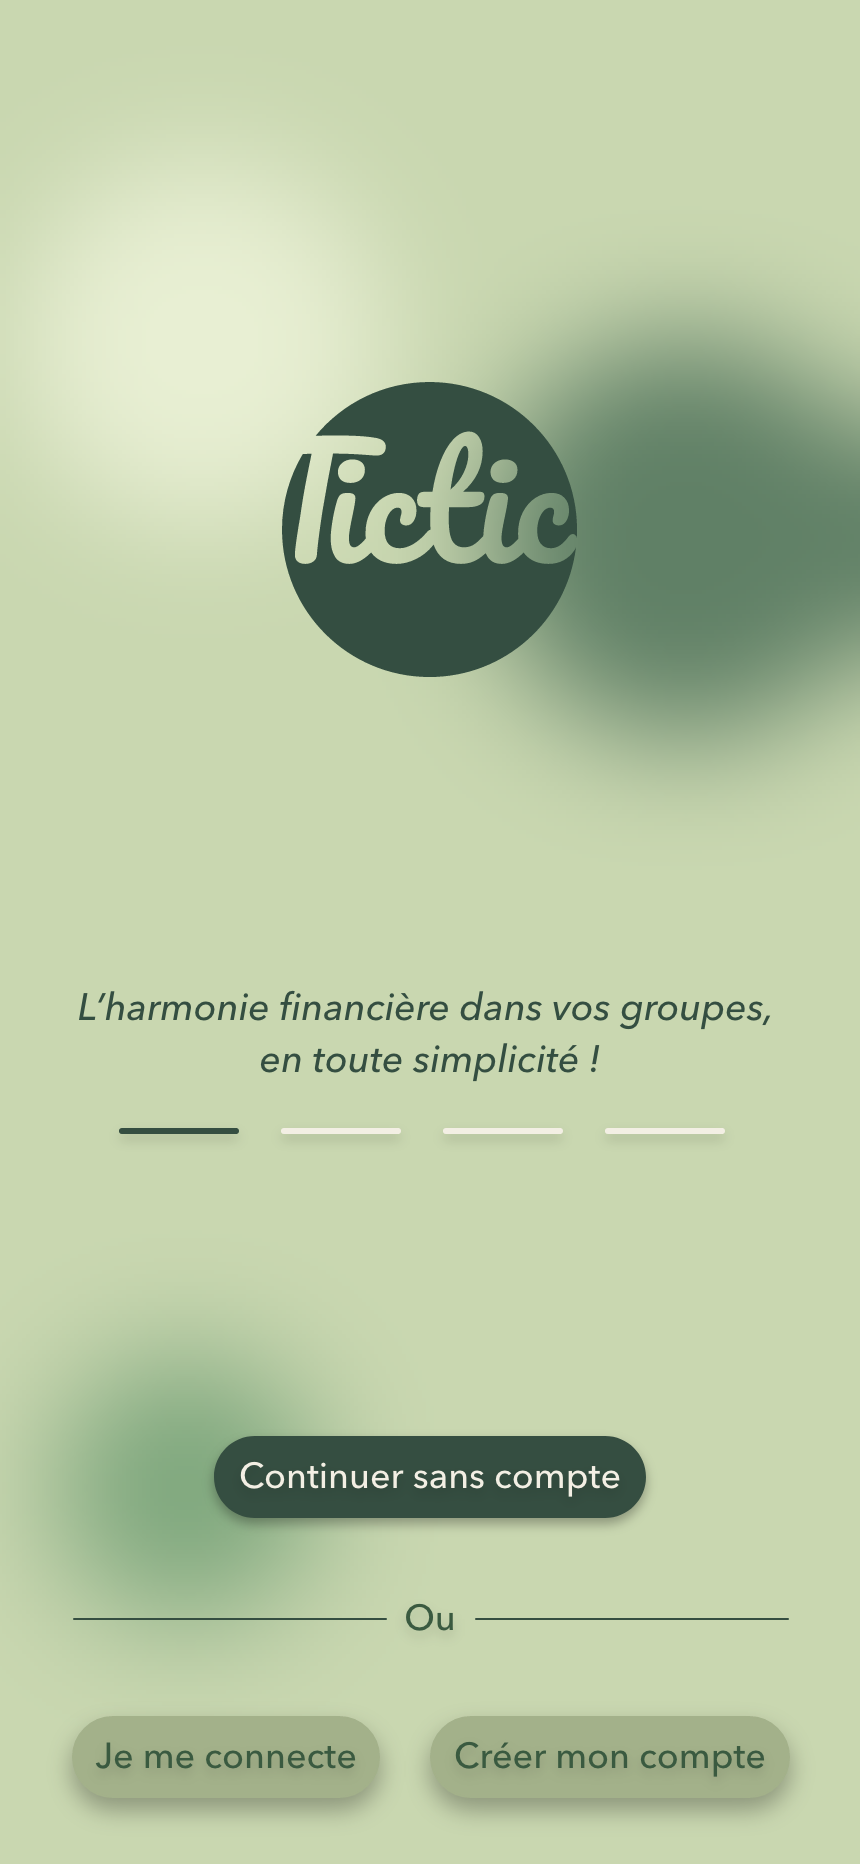 Tictic
L’harmonie financière dans vos groupes,
en toute simplicité !
Continuer sans compte
Ou
Je me connecte
Créer mon compte